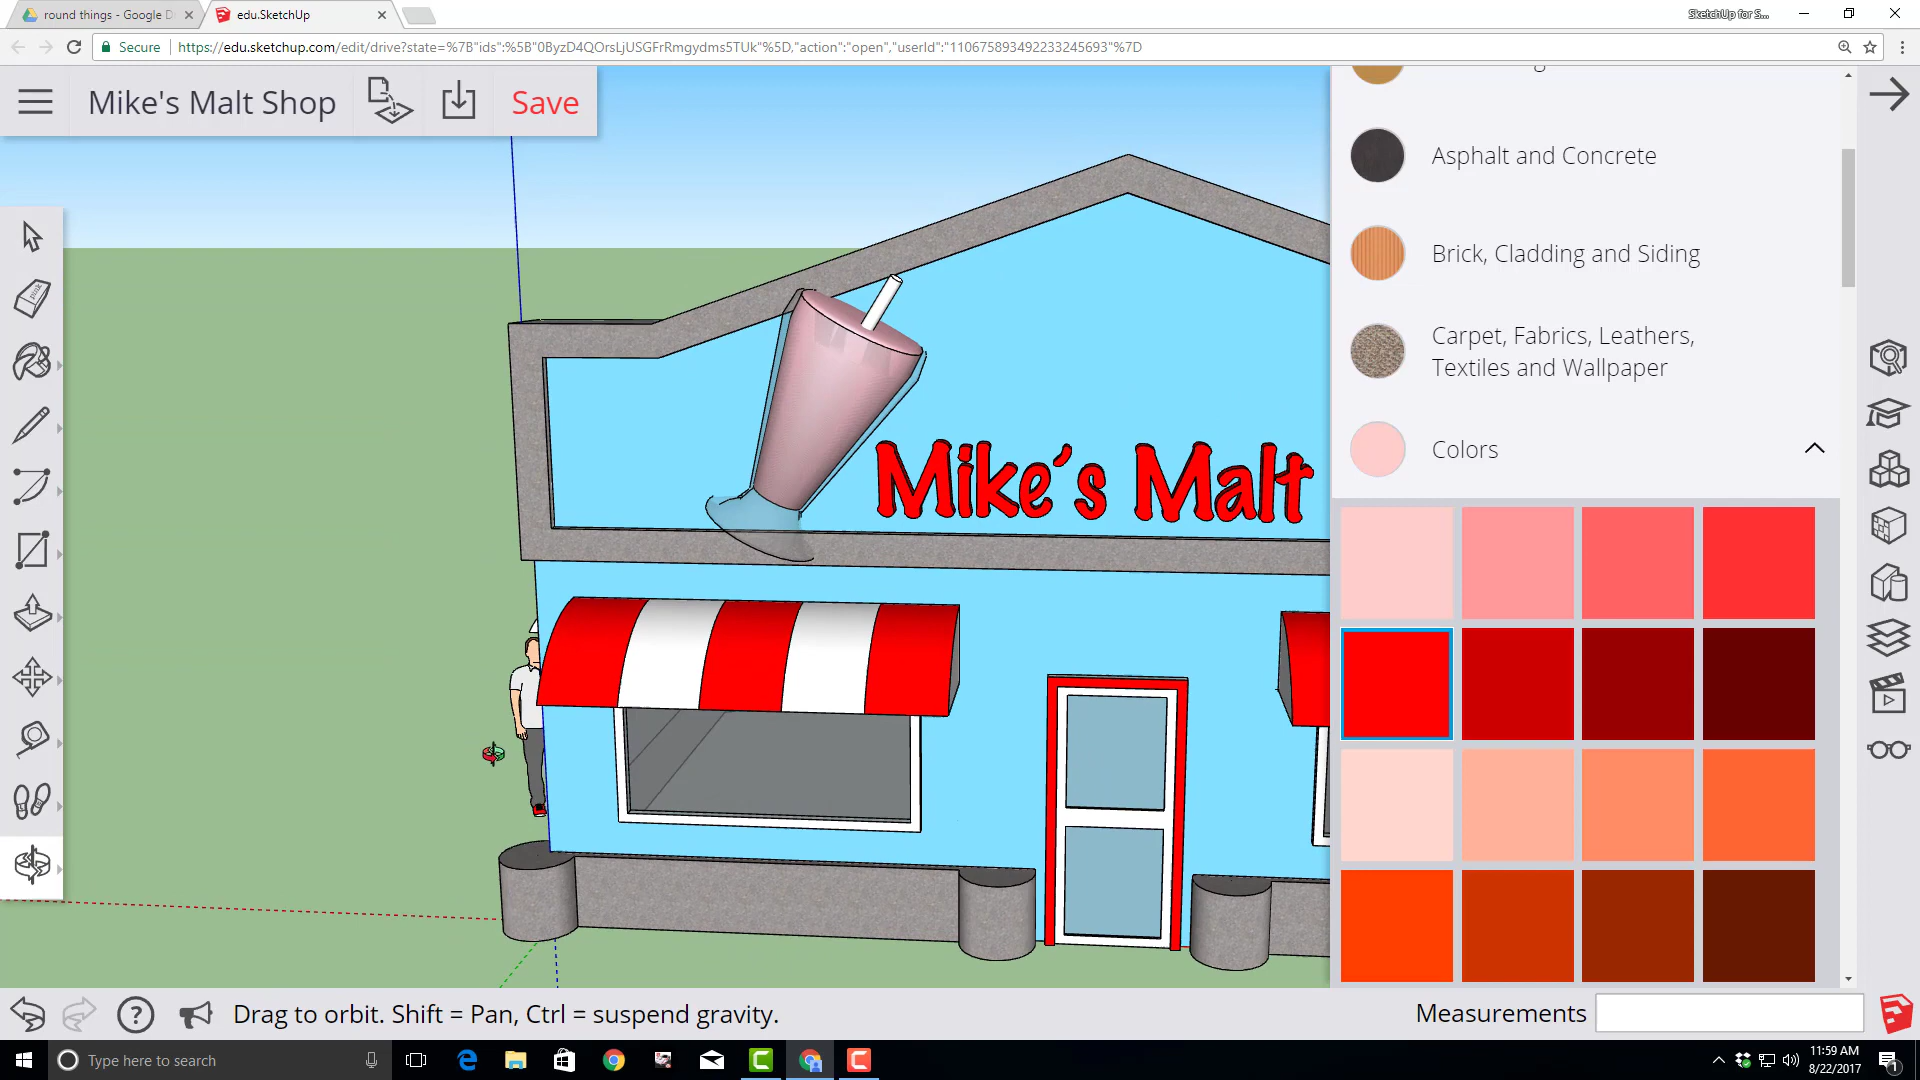 round things - Google D
edu.SketchUp
SketchUp for S...
Secure
https://edu.sketchup.com/edit/drive?state=%7B"ids":%5B"0ByzD4QOrsLjUSGFrRmgydms5TUk"%5D,"action":"open","userId":"110675893492233245693"%7D
Mike's Malt Shop
Save
Asphalt and Concrete
Brick, Cladding and Siding
Carpet, Fabrics, Leathers,
Textiles and Wallpaper
Colors
Mike's Malt
Drag to orbit. Shift = Pan, Ctrl = suspend gravity.
Measurements
Type here to search
11:59 AM
8/22/2017
1